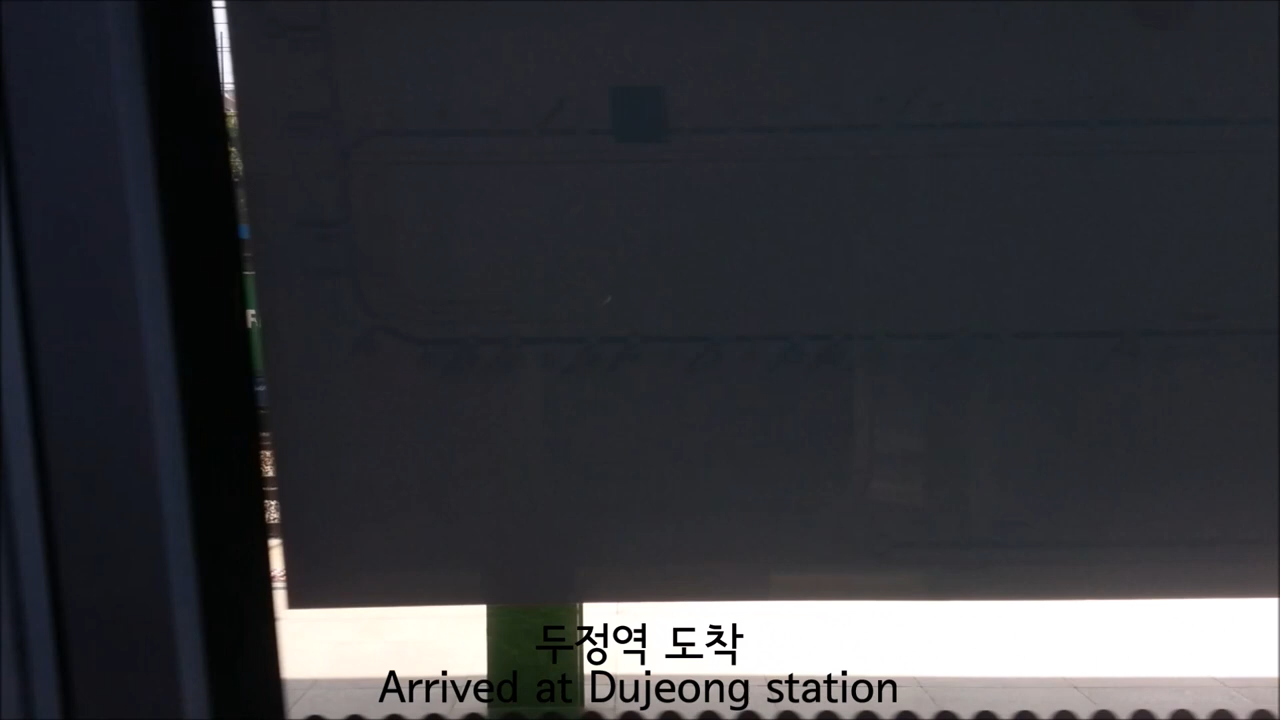 두정역 도착
Arrived at Dujeong station